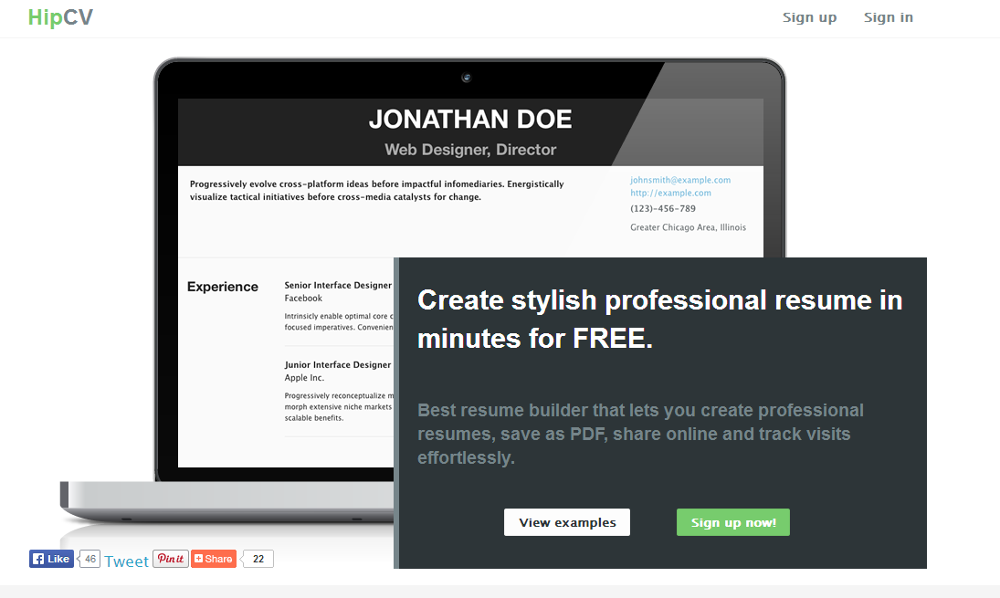 HipCV
Sign up
Sign in
JONATHAN DOE
Web Designer, Director
Progressively evolve cross-platform ideas before impactful infomediaries. Energistically
visualize tactical initiatives before cross-media catalysts for change.
johnsmith@example.com
http://example.com
(123)-456-789
Greater Chicago Area, Illinois
Experience
Senior Interface Designer
Facebook
Intrinsicly enable optimal core c
focused imperatives. Convenien
Junior Interface Designer
Apple Inc.
Progressively reconceptualize m
morph extensive niche markets
scalable benefits.
Create stylish professional resume in
minutes for FREE.
Best resume builder that lets you create professional
resumes, save as PDF, share online and track visits
effortlessly.
View examples
Sign up now!
Like
46
Tweet
Pin it
Share
22